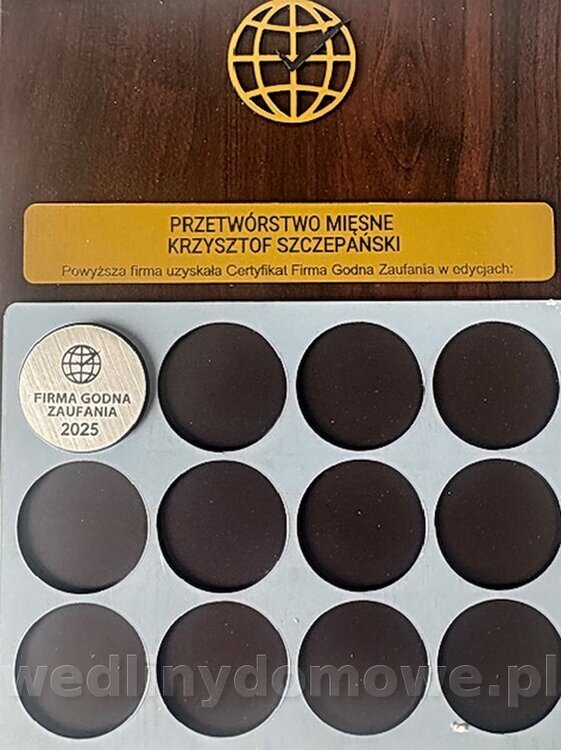 PRZETWÓRSTWO MIĘSNE
KRZYSZTOF SZCZEPAŃSKI
Powyższa firma uzyskała Certyfikat Firma Godna Zaufania w edycjach:
FIRMA GODNA
ZAUFANIA
2025
wedlinydomowe.pl